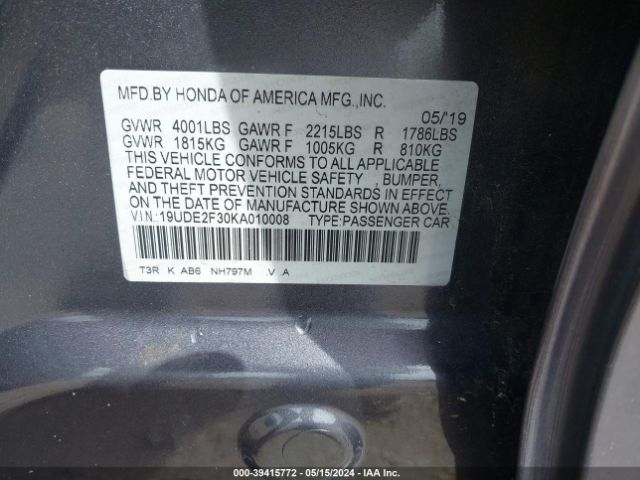 MFD.BY HONDA OF AMERICA MFG.,INC.
05/'19
GVWR 4001LBS GAWR F 2215LBS R 1786LBS
GVWR 1815KG GAWR F 1005KG R 810KG
THIS VEHICLE CONFORMS TO ALL APPLICABLE
FEDERAL MOTOR VEHICLE SAFETY , BUMPER,
AND THEFT PREVENTION STANDARDS IN EFFECT
ON THE DATE OF MANUFACTURE SHOWN ABOVE.
VIN:19UDE2F30KA010008 TYPE:PASSENGER CAR
T3R K AB6 NH797M .V .A
000-39415772 - 05/15/2024 - IAA Inc.